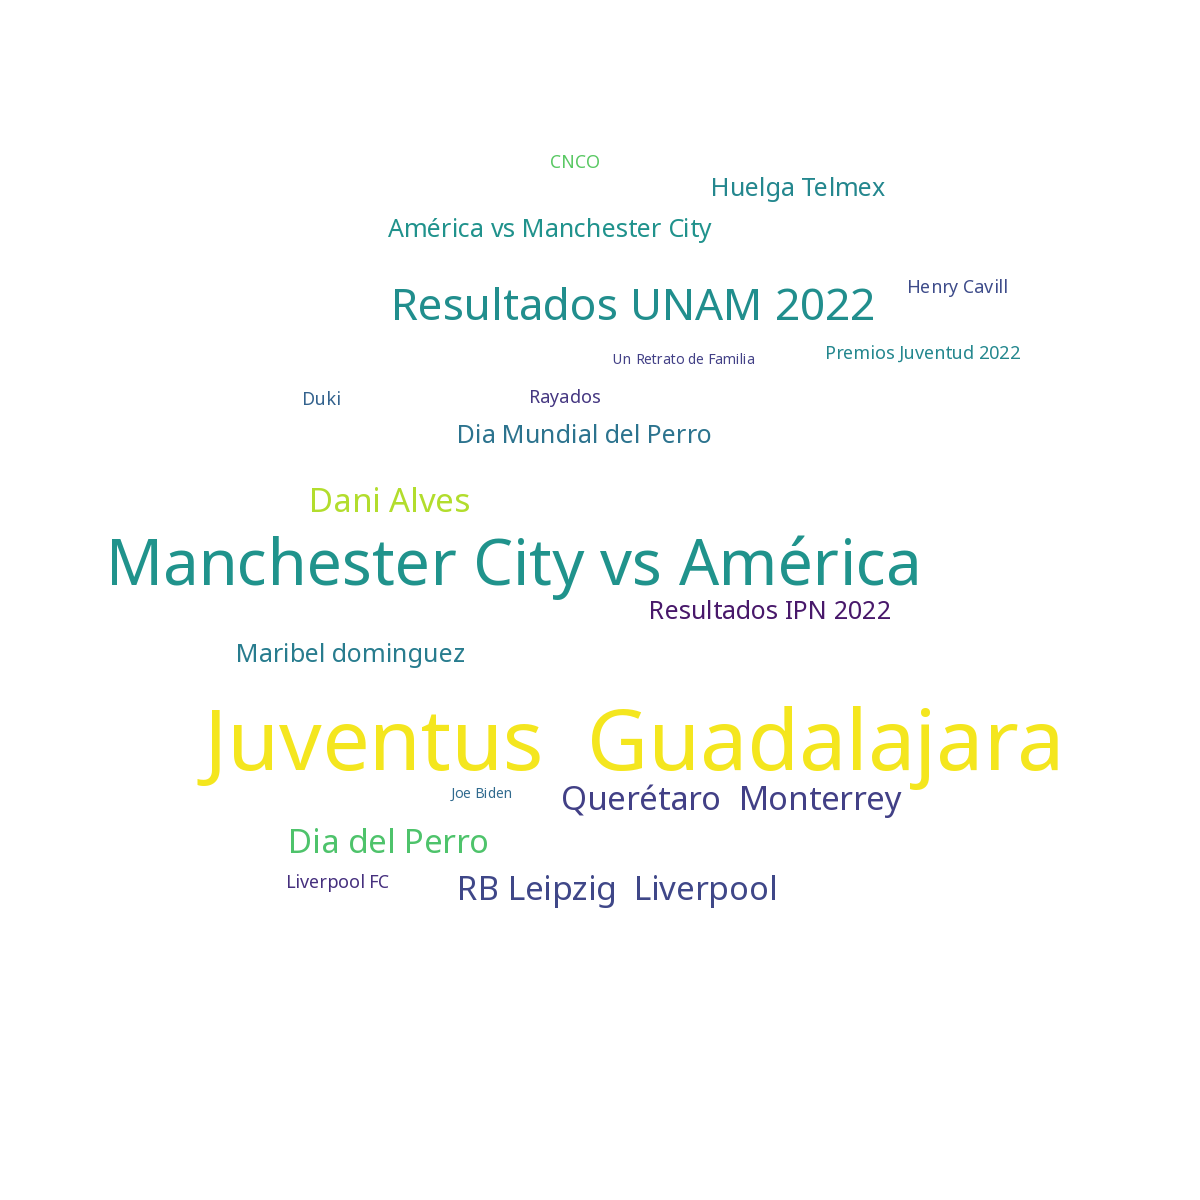 CNCO
Huelga Telmex
América vs Manchester City
Henry Cavill
Resultados UNAM 2022
Premios Juventud 2022
Un Retrato de Familia
Rayados
Duki
Dia Mundial del Perro
Dani Alves
Manchester City vs América
Resultados IPN 2022
Maribel dominguez
Juventus Guadalajara
Joe Biden
Querétaro Monterrey
Dia del Perro
Liverpool FC
RB Leipzig Liverpool